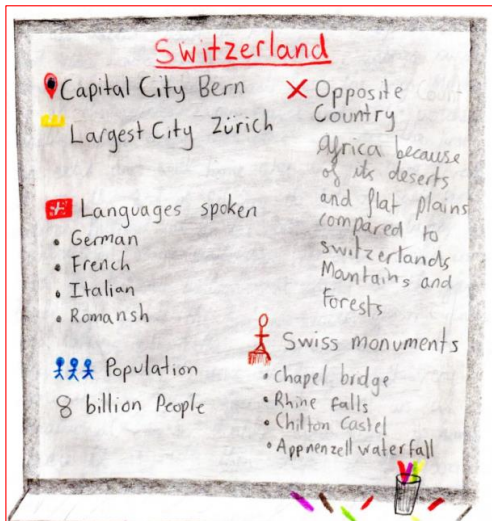 Switzerland
Capital City Bern
Largest City Zürich
Languages spoken
• German
• French
• Italian
• Romansh
Population
8 billion People
X Opposite
Country
Africa because
of its deserts
and flat plains
compared to
switzerlands
Mantains and
Forests
Swiss monuments
• Chapel bridge
• Rhine falls
• Chilton Castel
• Appnenzell waterfall